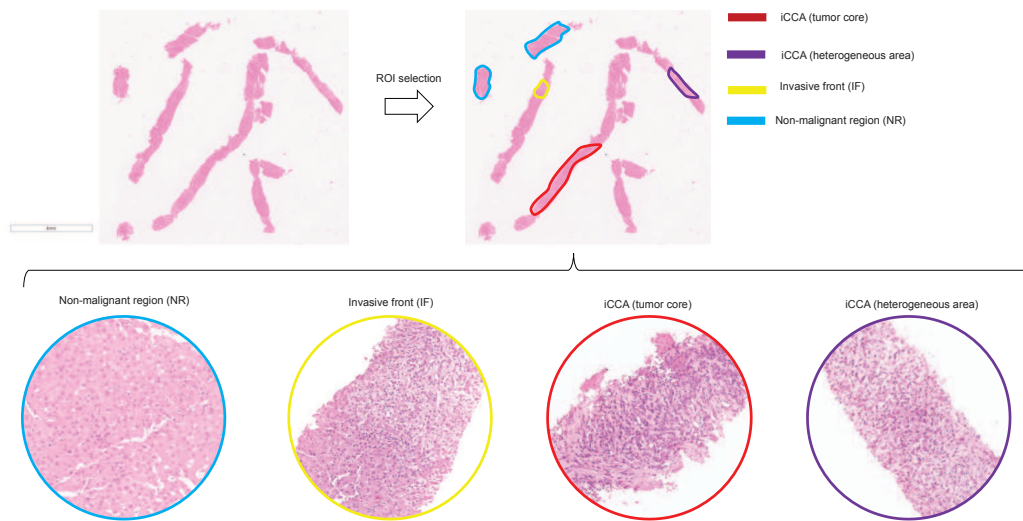 iCCA (tumor core)
ROI selection
iCCA (heterogeneous area)
Invasive front (IF)
Non-malignant region (NR)
Non-malignant region (NR)
Invasive front (IF)
iCCA (tumor core)
iCCA (heterogeneous area)